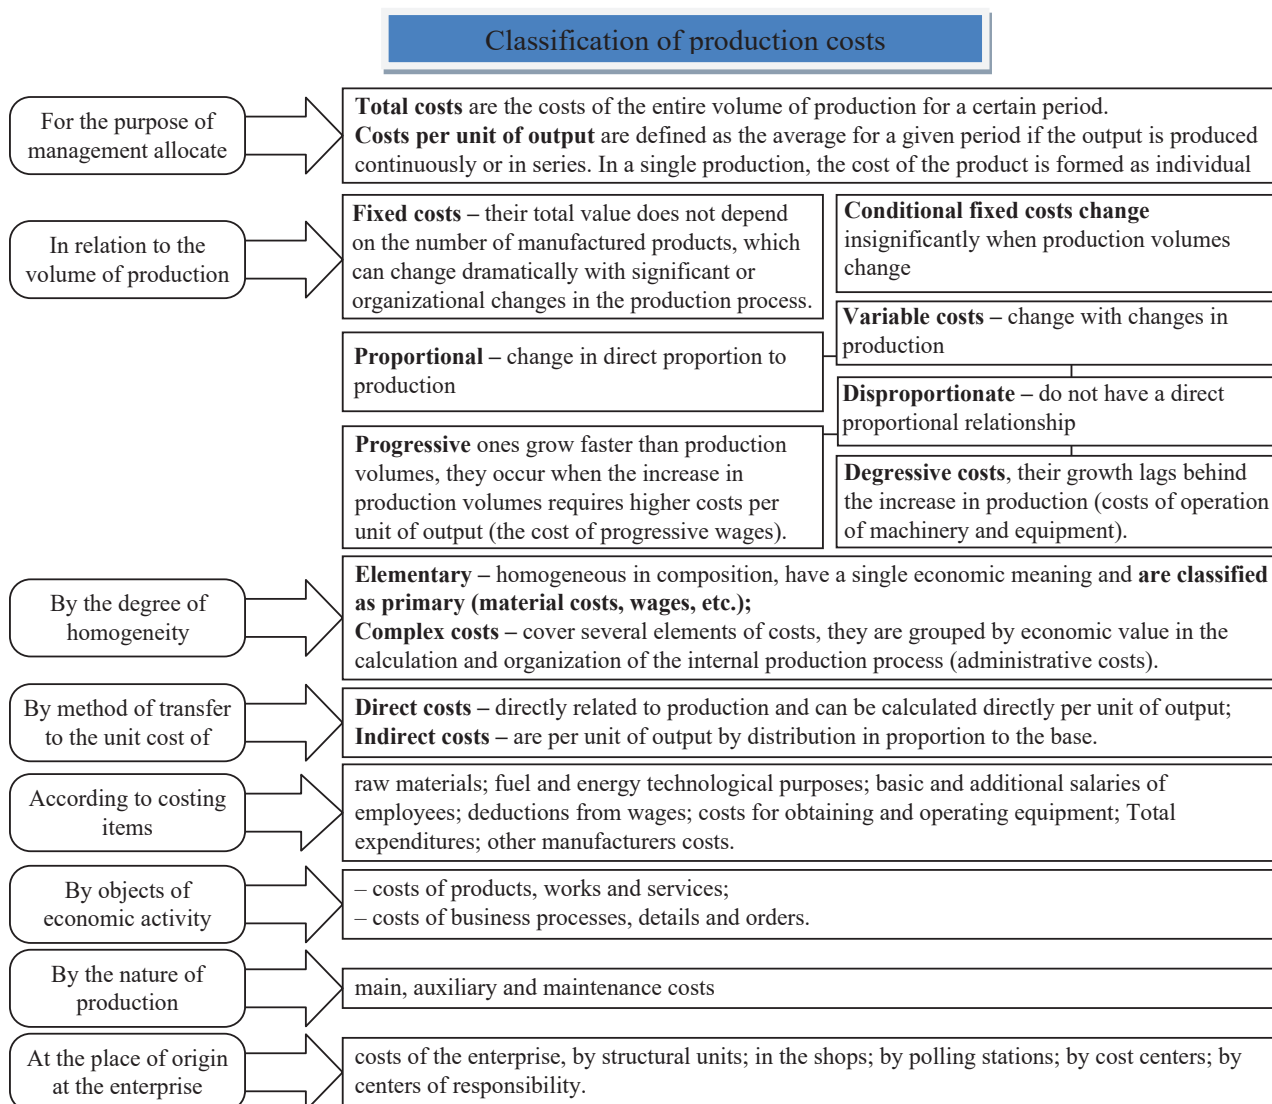 Classification of production costs
For the purpose of
management allocate
Total costs are the costs of the entire volume of production for a certain period.
Costs per unit of output are defined as the average for a given period if the output is produced
continuously or in series. In a single production, the cost of the product is formed as individual
In relation to the
volume of production
Fixed costs – their total value does not depend
on the number of manufactured products, which
can change dramatically with significant or
organizational changes in the production process.
Conditional fixed costs change
insignificantly when production volumes
change
Variable costs – change with changes in
production
Proportional – change in direct proportion to
production
Disproportionate – do not have a direct
proportional relationship
Progressive ones grow faster than production
volumes, they occur when the increase in
production volumes requires higher costs per
unit of output (the cost of progressive wages).
Degressive costs, their growth lags behind
the increase in production (costs of operation
of machinery and equipment).
By the degree of
homogeneity
Elementary – homogeneous in composition, have a single economic meaning and are classified
as primary (material costs, wages, etc.);
Complex costs – cover several elements of costs, they are grouped by economic value in the
calculation and organization of the internal production process (administrative costs).
By method of transfer
to the unit cost of
Direct costs – directly related to production and can be calculated directly per unit of output;
Indirect costs – are per unit of output by distribution in proportion to the base.
According to costing
items
raw materials; fuel and energy technological purposes; basic and additional salaries of
employees; deductions from wages; costs for obtaining and operating equipment; Total
expenditures; other manufacturers costs.
By objects of
economic activity
– costs of products, works and services;
– costs of business processes, details and orders.
By the nature of
production
main, auxiliary and maintenance costs
At the place of origin
at the enterprise
costs of the enterprise, by structural units; in the shops; by polling stations; by cost centers; by
centers of responsibility.